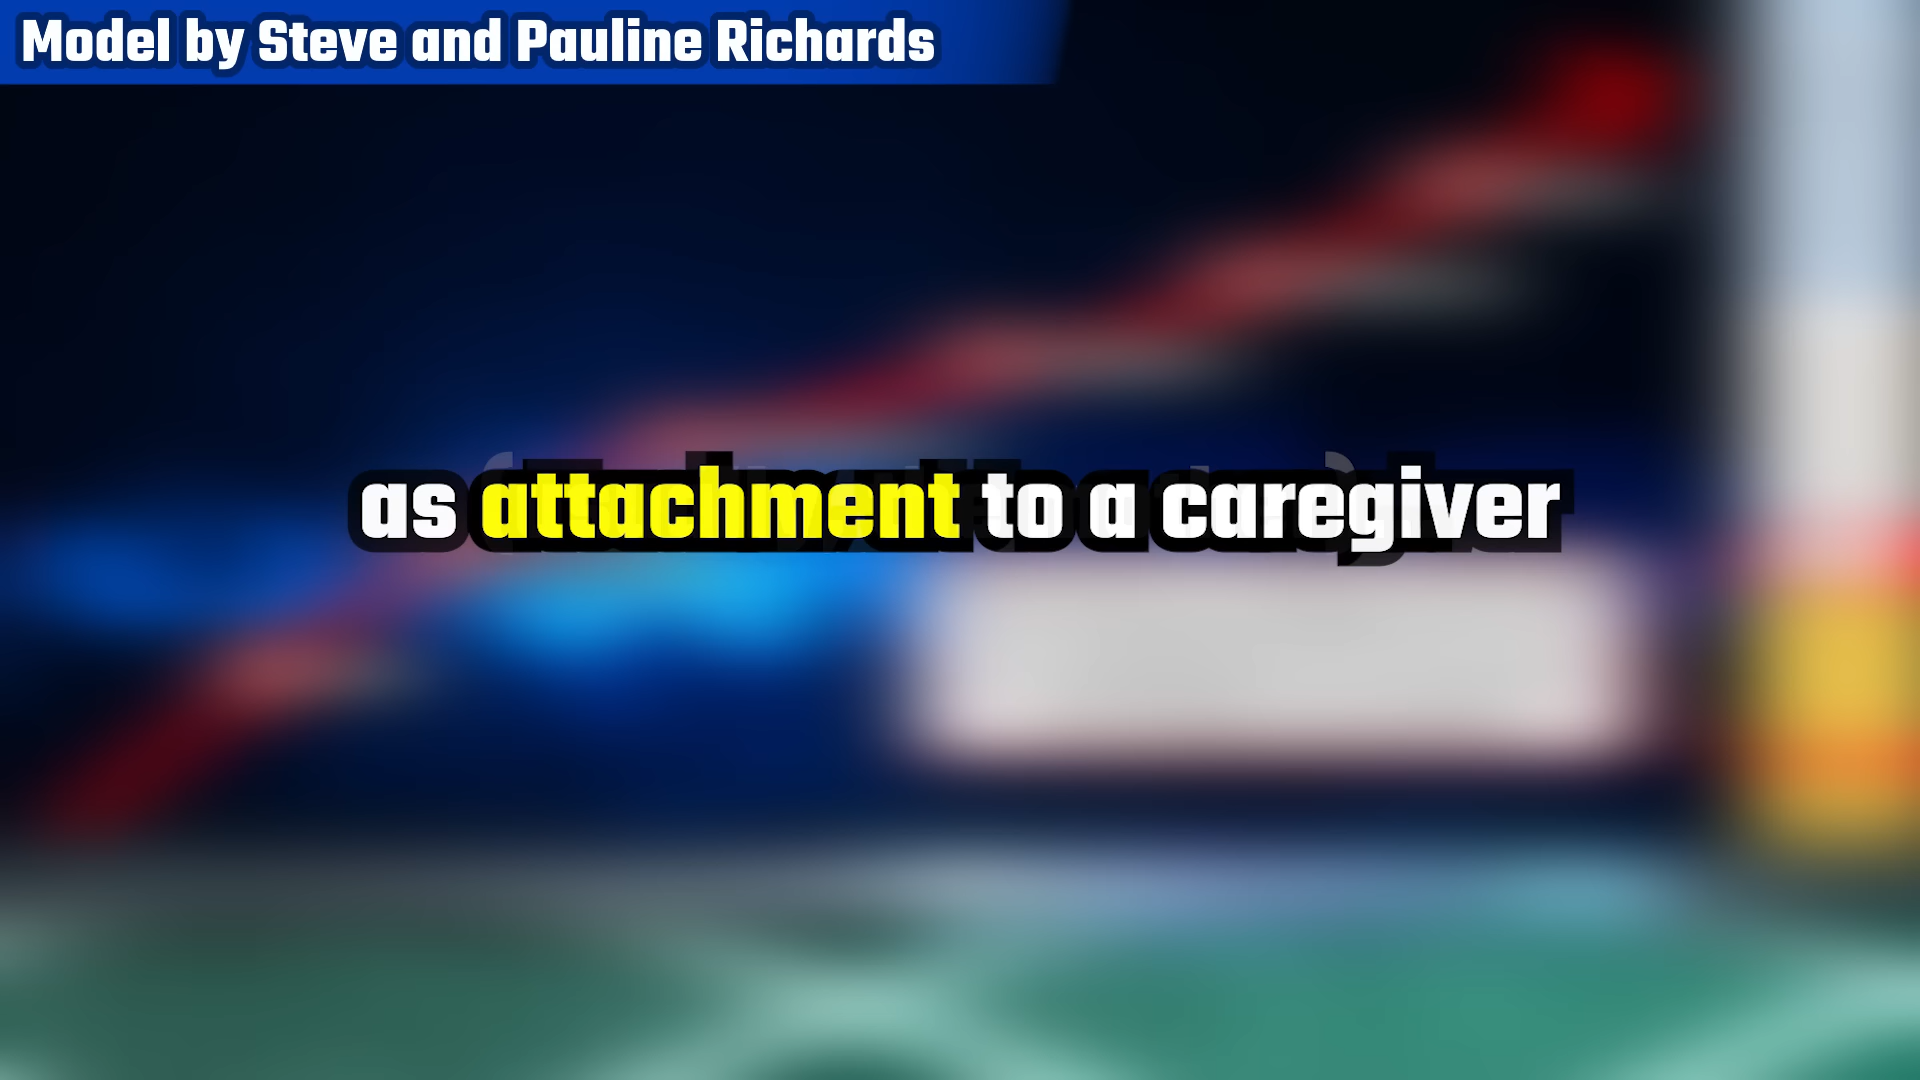 Model by Steve and Pauline Richards
as attachment to a caregiver